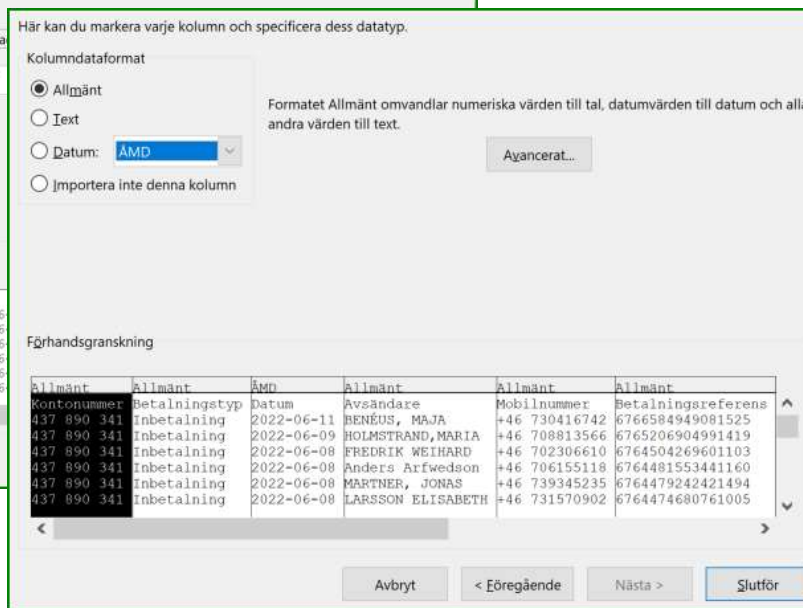 Här kan du markera varje kolumn och specificera dess datatyp.
Kolumndataformat
Allmänt
Text
Datum: ÅMD
Importera inte denna kolumn
Formatet Allmänt omvandlar numeriska värden till tal, datumvärden till datum och alla
andra värden till text.
Avancerat...
Förhandsgranskning
Allmänt Allmänt ÅMD Allmänt Allmänt Allmänt
Kontonummer Betalningstyp Datum Avsändare Mobilnummer Betalningsreferens
437 890 341 Inbetalning 2022-06-11 BENÉUS, MAJA +46 730416742 6766584949081525
437 890 341 Inbetalning 2022-06-09 HOLMSTRAND,MARIA +46 708813566 6765206904991419
437 890 341 Inbetalning 2022-06-08 FREDRIK WEIHARD +46 702306610 6764504269601103
437 890 341 Inbetalning 2022-06-08 Anders Arfwedson +46 706155118 6764481553441160
437 890 341 Inbetalning 2022-06-08 MARTNER, JONAS +46 739345235 6764479242421494
437 890 341 Inbetalning 2022-06-08 LARSSON ELISABETH +46 731570902 6764474680761005
Avbryt < Föregående Nästa > Slutför